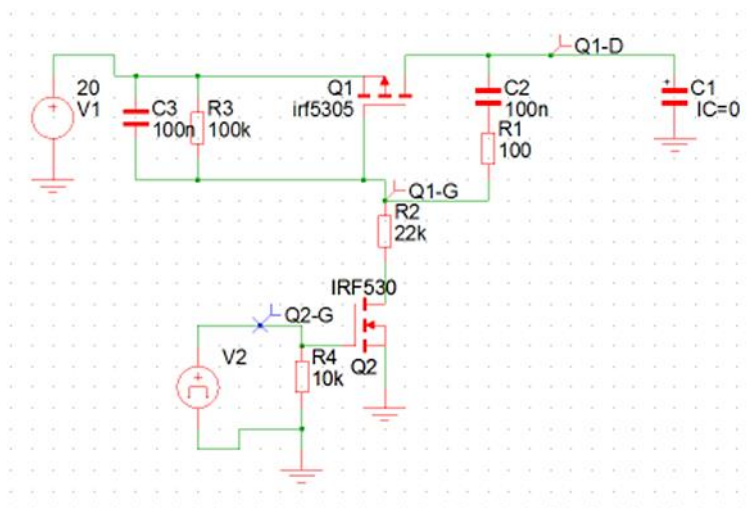 Q1-D
20
V1
C3
100n
R3
100k
Q1
irf5305
C2
100n
R1
100
+
C1
IC=0
Q1-G
R2
22k
IRF530
Q2-G
V2
R4
10k
Q2